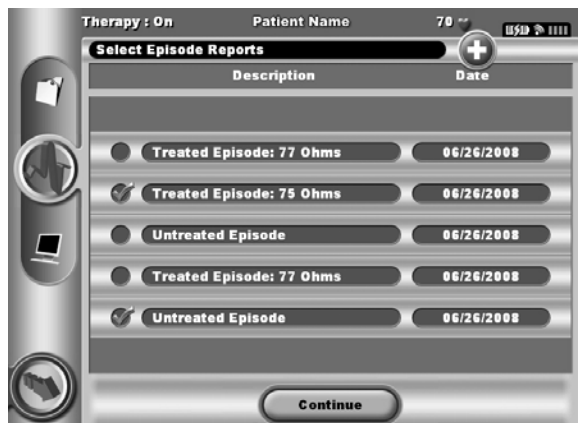 Therapy : On Patient Name 70
Select Episode Reports
Description Date
Treated Episode: 77 Ohms 06/26/2008
Treated Episode: 75 Ohms 06/26/2008
Untreated Episode 06/26/2008
Treated Episode: 77 Ohms 06/26/2008
Untreated Episode 06/26/2008
Continue